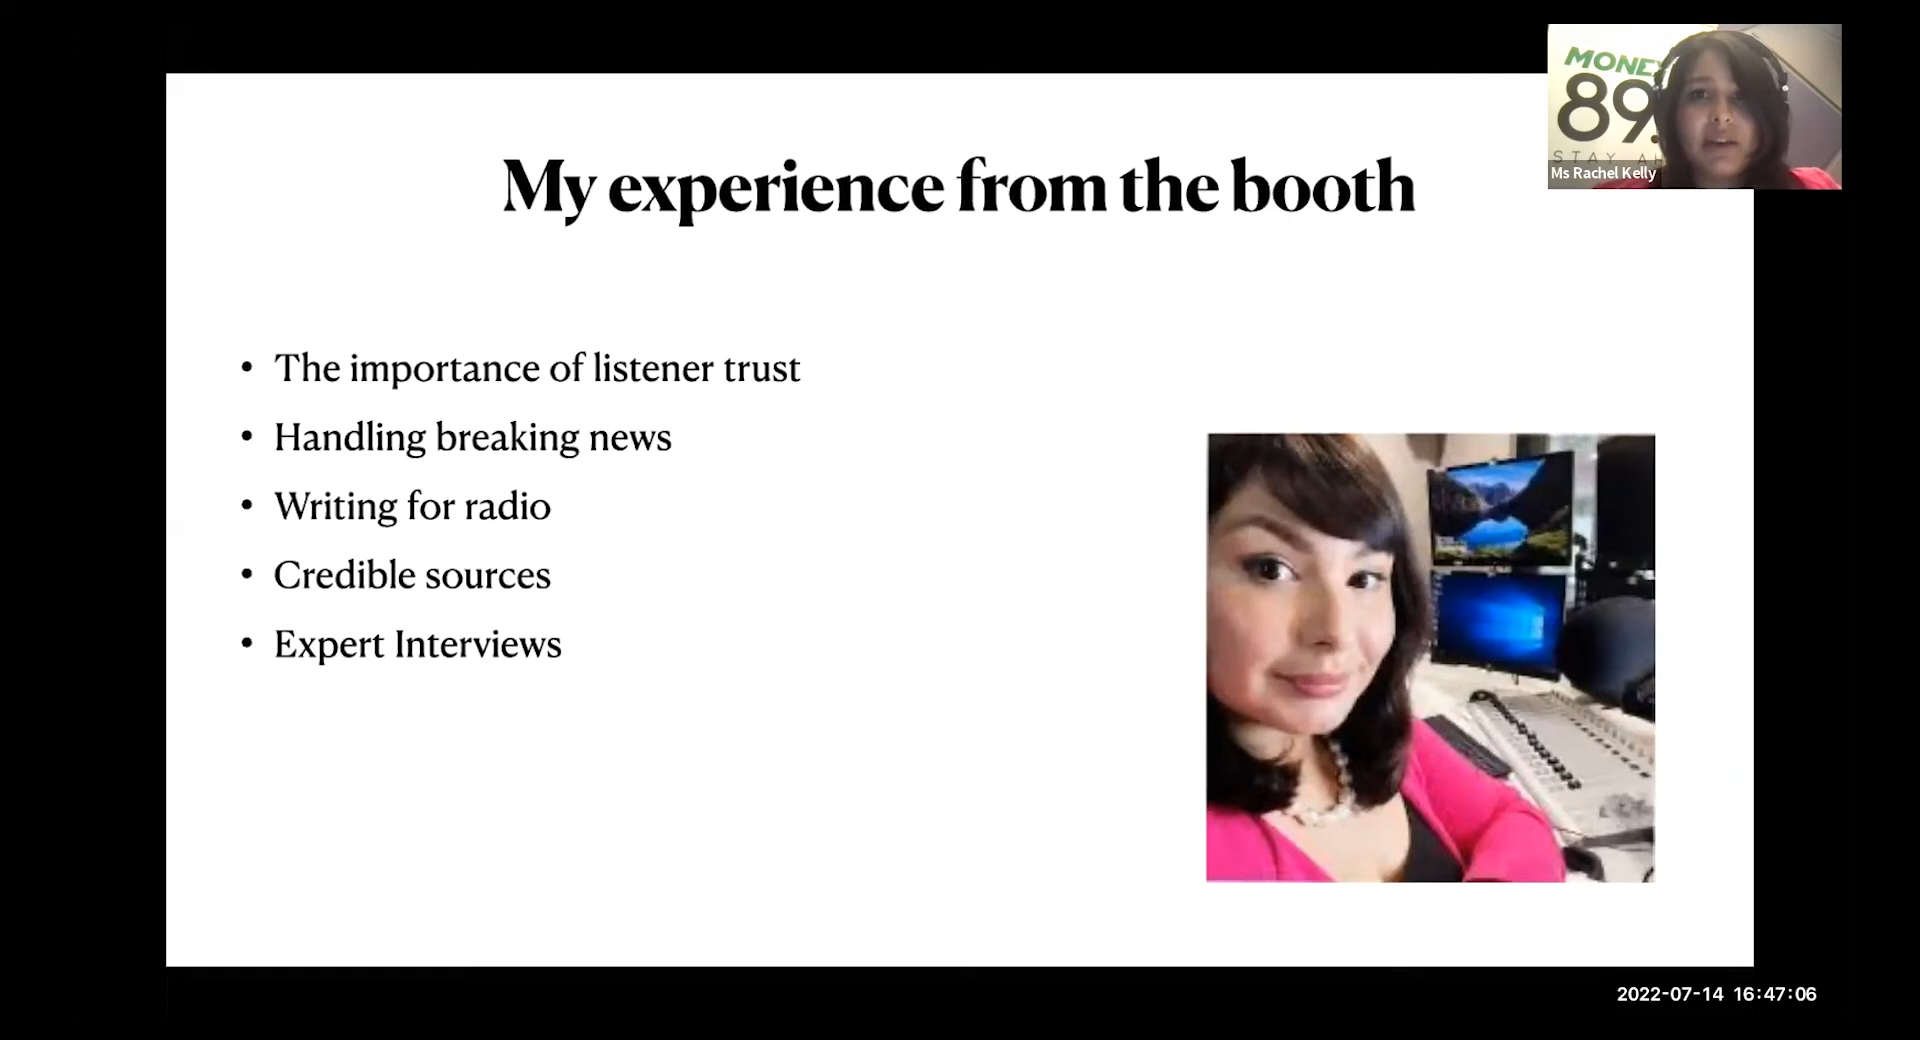 MONEY
89.
STAY AH
Ms Rachel Kelly
My experience from the booth
• The importance of listener trust
• Handling breaking news
• Writing for radio
• Credible sources
• Expert Interviews
2022-07-14 16:47:06